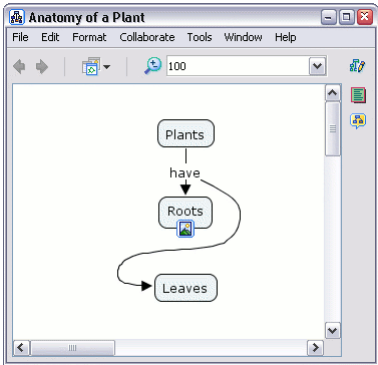 Anatomy of a Plant
File Edit Format Collaborate Tools Window Help
100
Plants
have
Roots
Leaves